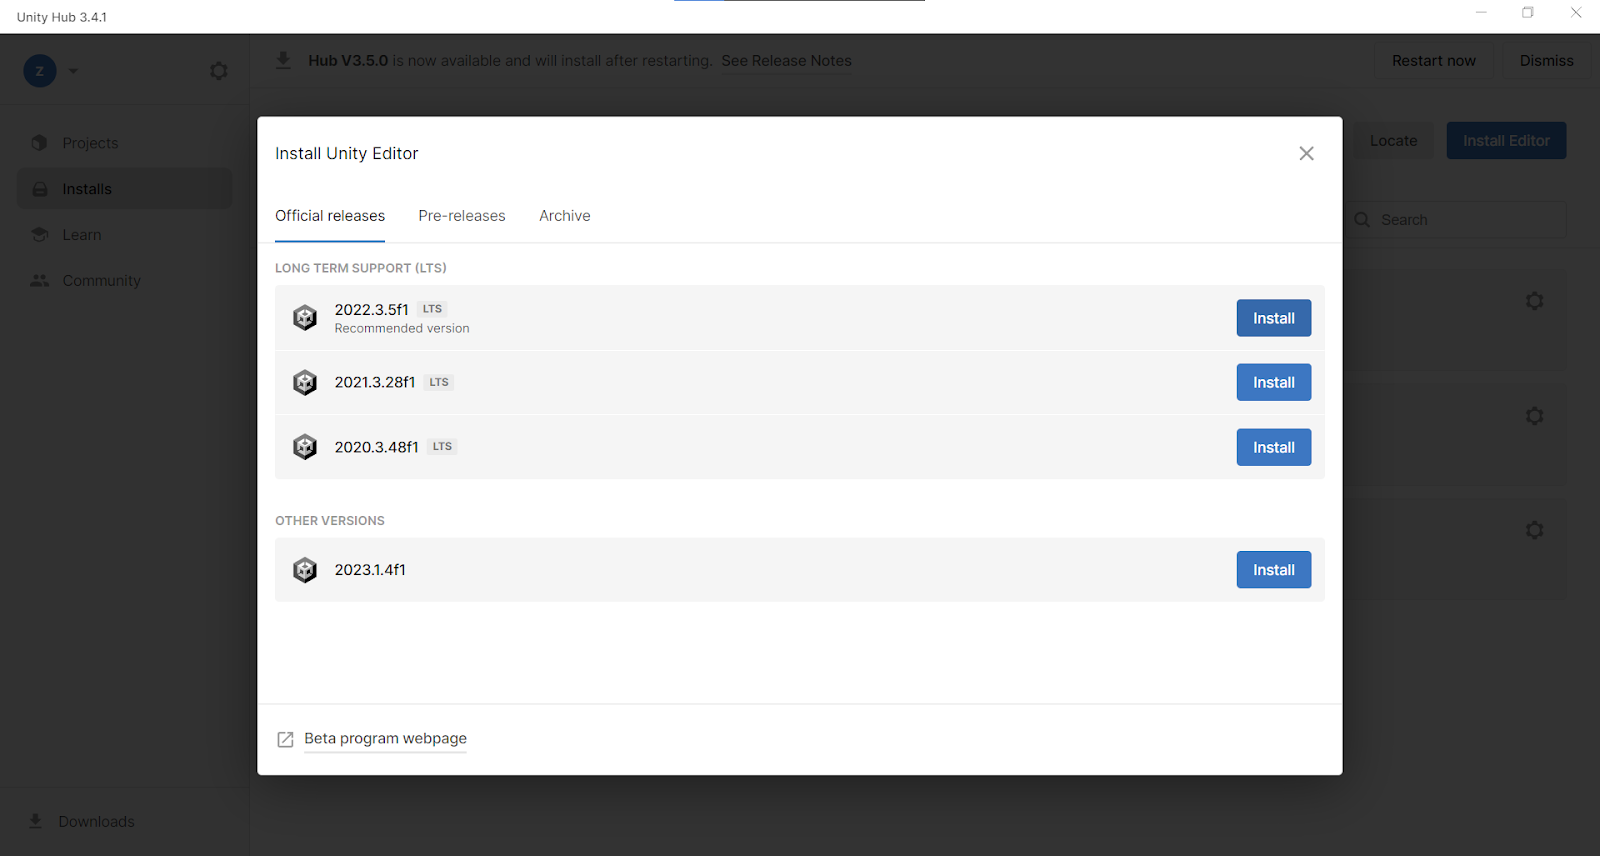 Unity Hub 3.4.1
Z
Hub V3.5.0 is now available and will install after restarting. See Release Notes
Restart now
Dismiss
Projects
Installs
Learn
Community
Downloads
Locate
Install Editor
Search
Install Unity Editor
Official releases
Pre-releases
Archive
LONG TERM SUPPORT (LTS)
2022.3.5f1 LTS
Recommended version
Install
2021.3.28f1 LTS
Install
2020.3.48f1 LTS
Install
OTHER VERSIONS
2023.1.4f1
Install
Beta program webpage